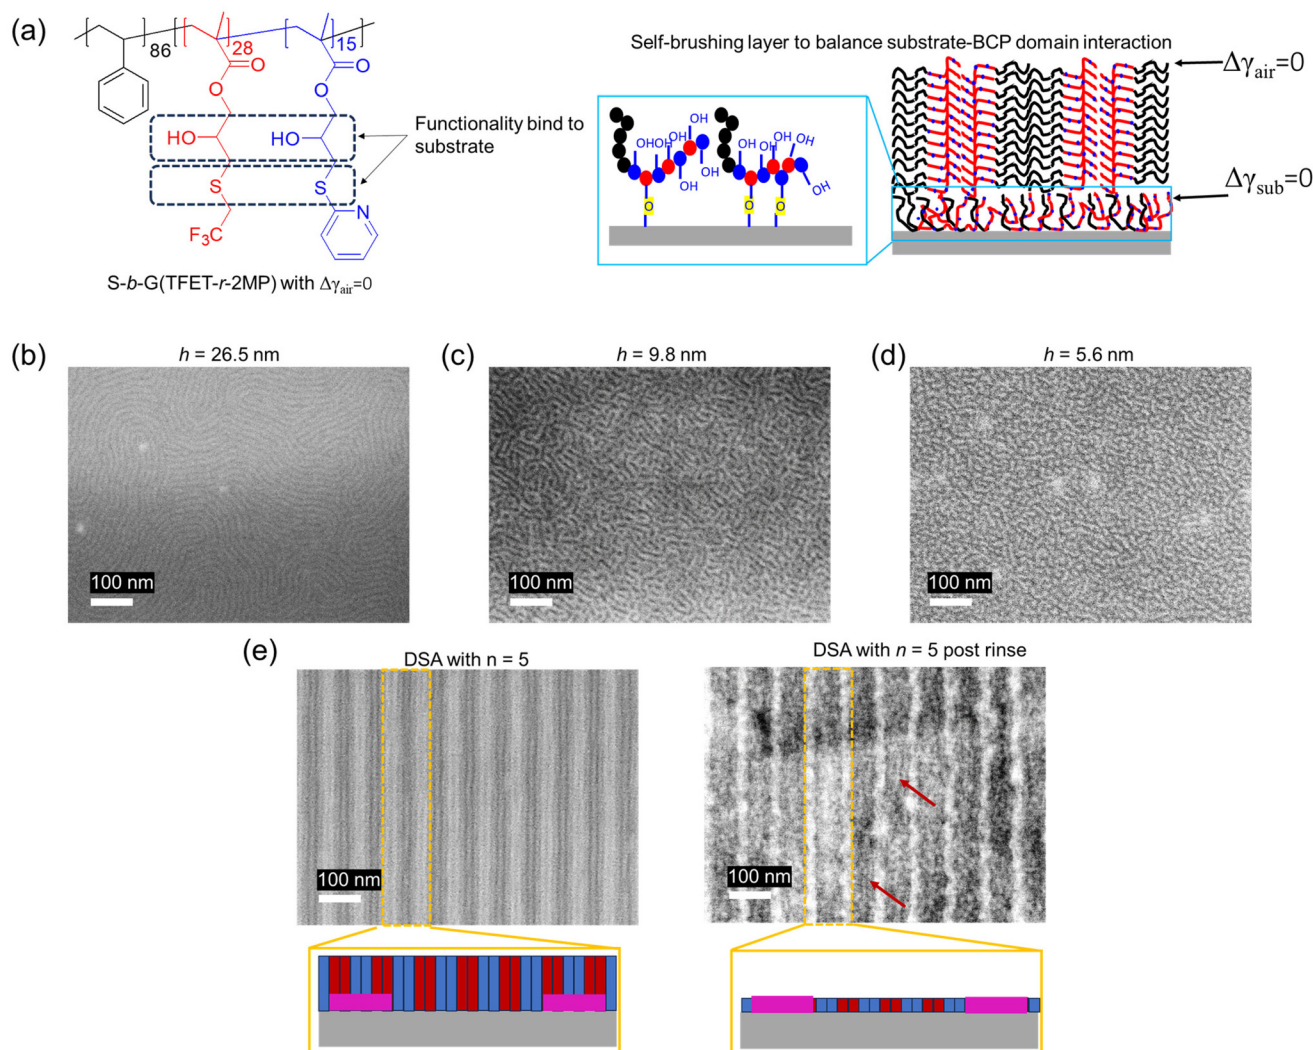 (a)
86
28
15
O
O
O
O
HO
HO
S
S
F₃C
N
Functionality bind to
substrate
S-b-G(TFET-r-2MP) with Δγair=0
Self-brushing layer to balance substrate-BCP domain interaction
Δγair=0
Δγsub=0
OH
OH
OH
OH
OH
OH
OH
OH
OH
OH
OH
OH
OH
O
O
O
(b)
h = 26.5 nm
100 nm
(c)
h = 9.8 nm
100 nm
(d)
h = 5.6 nm
100 nm
(e)
DSA with n = 5
100 nm
DSA with n = 5 post rinse
100 nm